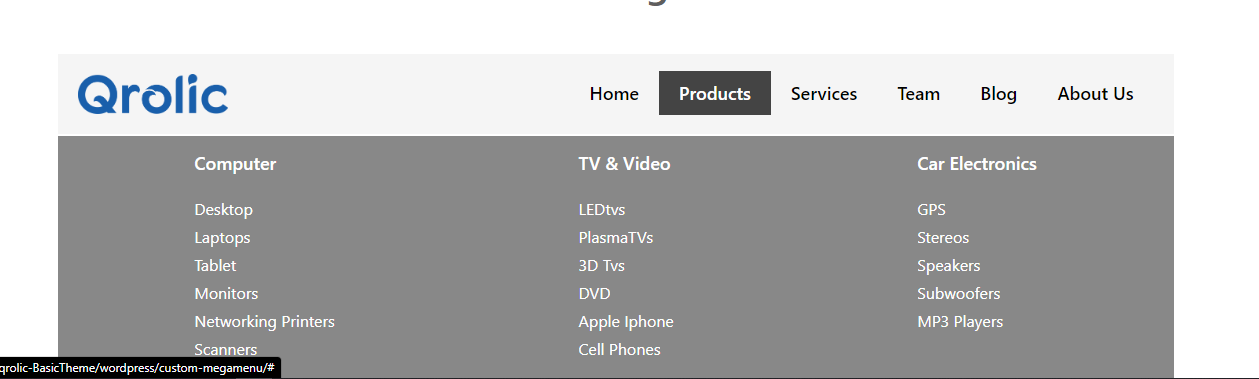 Qrolic
Home Products Services Team Blog About Us
Computer
Desktop
Laptops
Tablet
Monitors
Networking Printers
Scanners
TV & Video
LEDtvs
PlasmaTVs
3D Tvs
DVD
Apple Iphone
Cell Phones
Car Electronics
GPS
Stereos
Speakers
Subwoofers
MP3 Players
qrolic-BasicTheme/wordpress/custom-megamenu/#